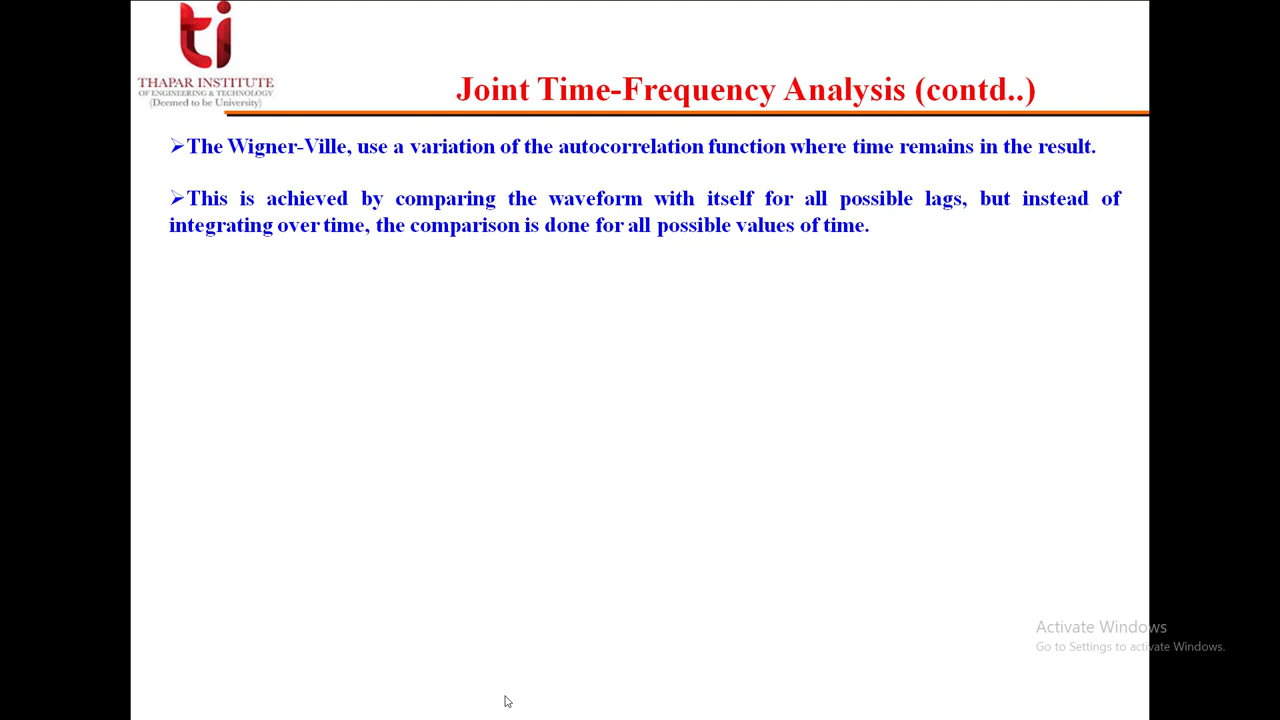 ti
THAPAR INSTITUTE
OF ENGINEERING & TECHNOLOGY
(Deemed to be University)
Joint Time-Frequency Analysis (contd..)
➢The Wigner-Ville, use a variation of the autocorrelation function where time remains in the result.
➢This is achieved by comparing the waveform with itself for all possible lags, but instead of
integrating over time, the comparison is done for all possible values of time.
Activate Windows
Go to Settings to activate Windows.